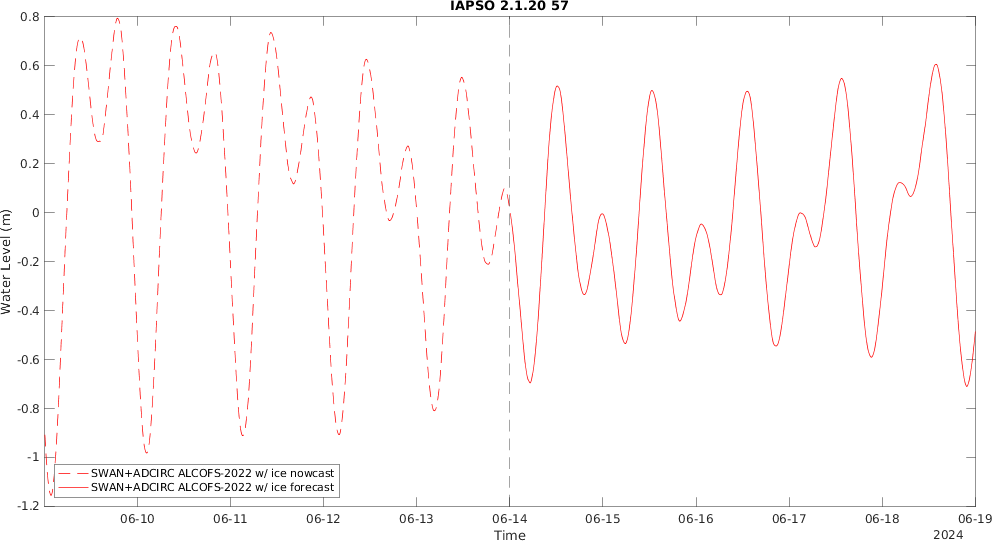 IAPSO 2.1.20 57
Water Level (m)
0.8
0.6
0.4
0.2
0
-0.2
-0.4
-0.6
-0.8
-1
-1.2
SWAN+ADCIRC ALCOFS-2022 w/ ice nowcast
SWAN+ADCIRC ALCOFS-2022 w/ ice forecast
06-10 06-11 06-12 06-13 06-14 06-15 06-16 06-17 06-18 06-19
Time
2024